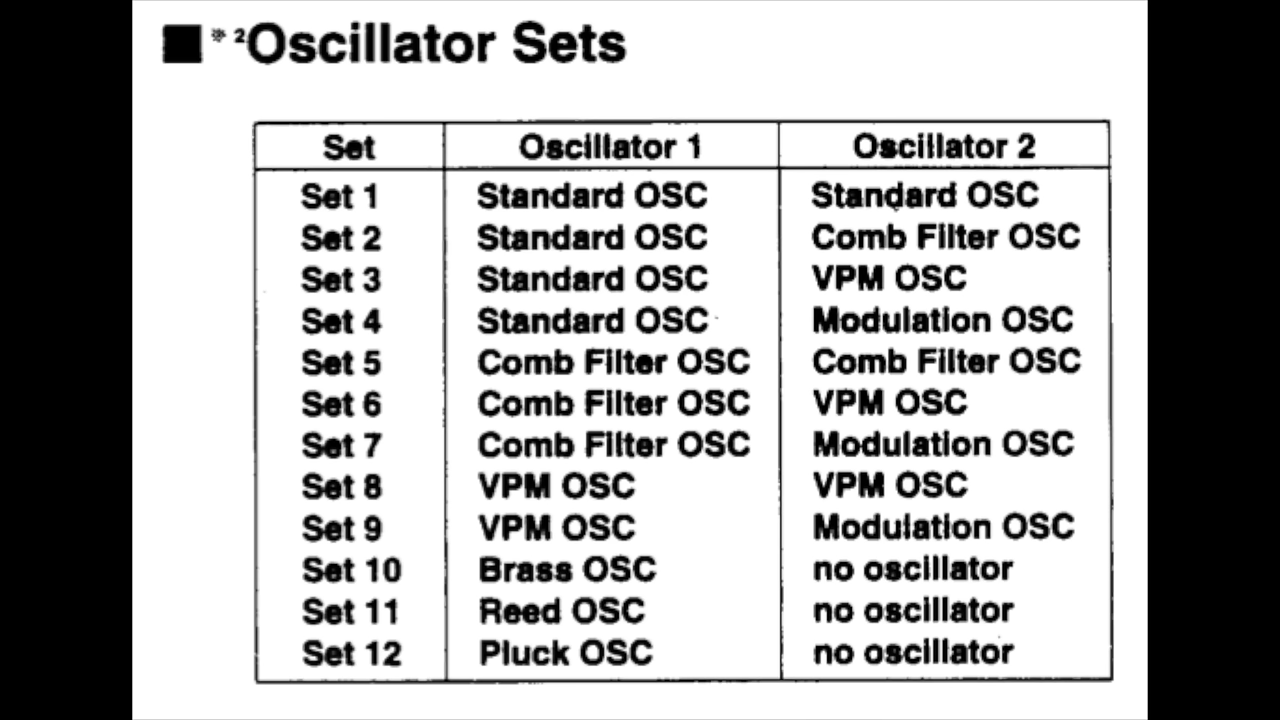 ■※2Oscillator Sets
Set Oscillator 1 Oscillator 2
Set 1 Standard OSC Standard OSC
Set 2 Standard OSC Comb Filter OSC
Set 3 Standard OSC VPM OSC
Set 4 Standard OSC Modulation OSC
Set 5 Comb Filter OSC Comb Filter OSC
Set 6 Comb Filter OSC VPM OSC
Set 7 Comb Filter OSC Modulation OSC
Set 8 VPM OSC VPM OSC
Set 9 VPM OSC Modulation OSC
Set 10 Brass OSC no oscillator
Set 11 Reed OSC no oscillator
Set 12 Pluck OSC no oscillator